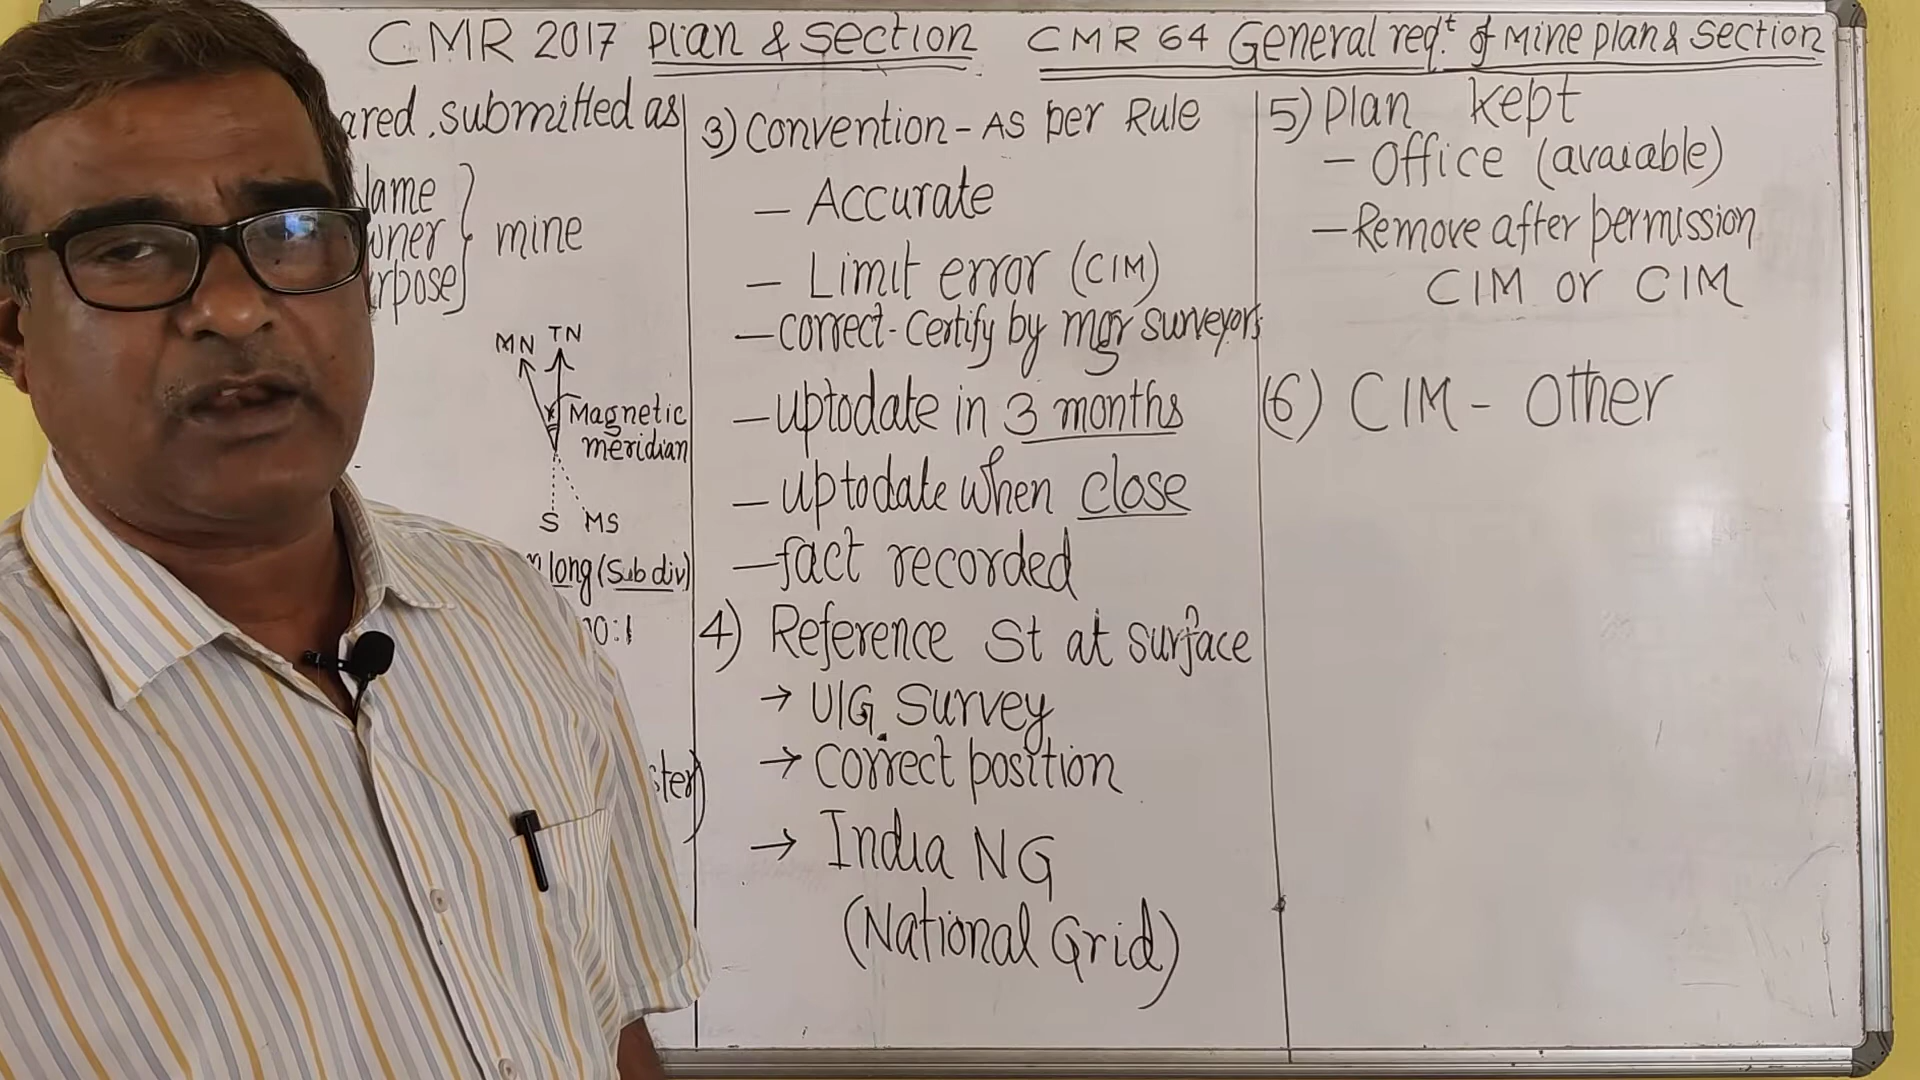 CMR 2017 Plan & Section CMR 64 General reqt. of Mine plan & Section
ared, submitted as
ame
wner
rpose
mine
MN TN
Magnetic
meridian
S MS
long (Sub div)
00:1
ster)
3) Convention - As per Rule
- Accurate
- Limit error (CIM)
- correct - Certify by mgr surveyors
- uptodate in 3 months
- uptodate when close
- fact recorded
4) Reference St at surface
→ U/G Survey
→ Correct position
→ India NG
(National Grid)
5) Plan kept
- Office (avaiable)
- Remove after permission
CIM or CIM
(6) CIM - Other